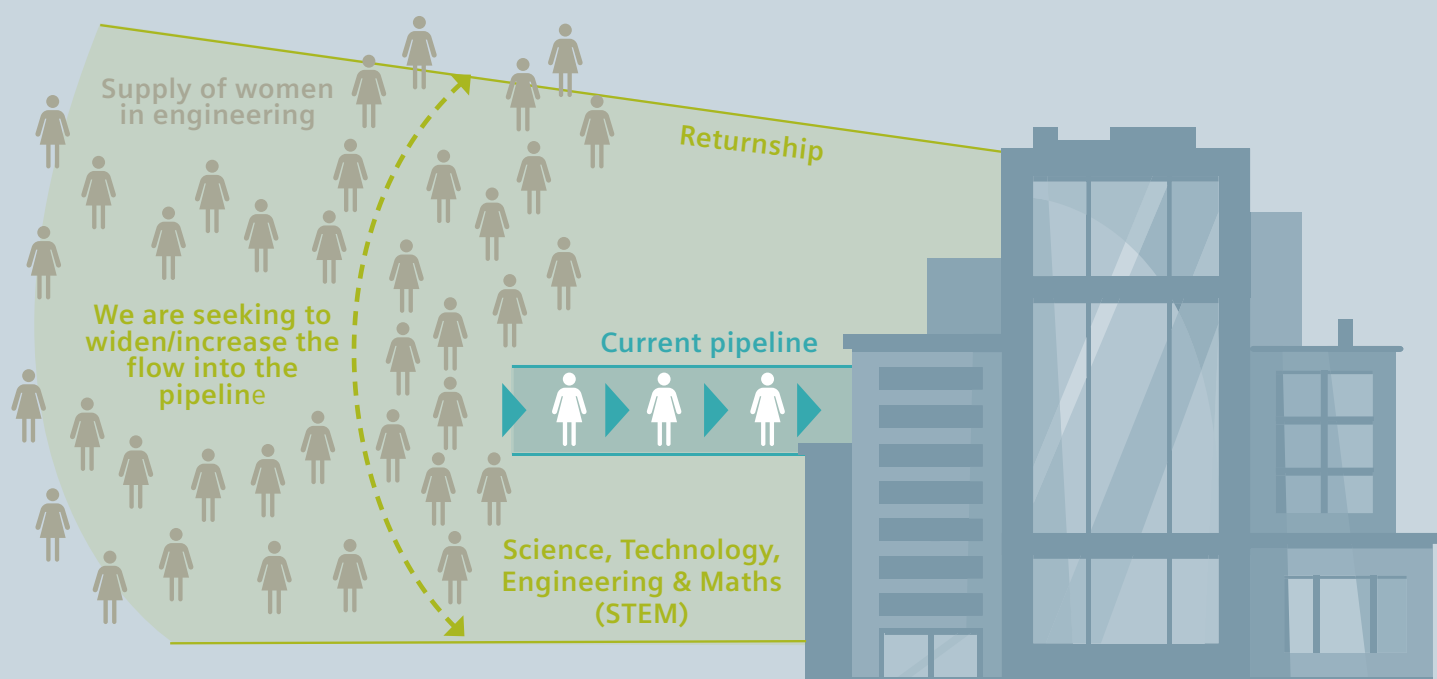 Supply of women
in engineering
Returnship
We are seeking to
widen/increase the
flow into the
pipeline
Current pipeline
Science, Technology,
Engineering & Maths
(STEM)